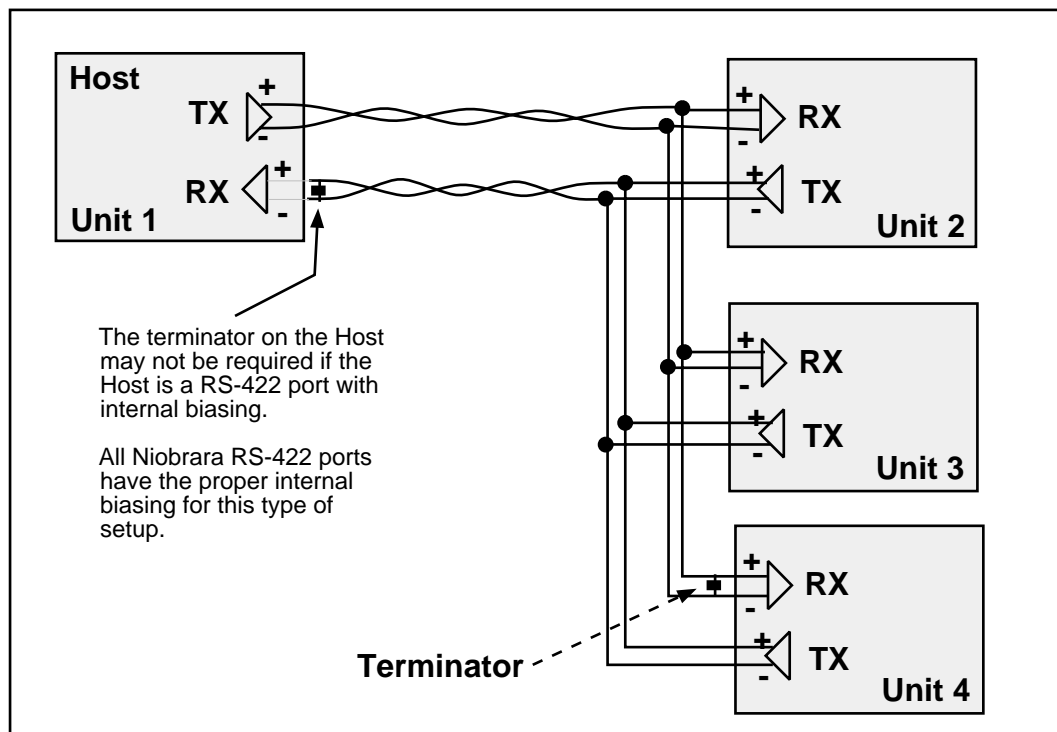 Host
+
TX
-
+
RX
-
Unit 1
+
RX
-
+
TX
-
Unit 2
The terminator on the Host
may not be required if the
Host is a RS-422 port with
internal biasing.
All Niobrara RS-422 ports
have the proper internal
biasing for this type of
setup.
+
RX
-
+
TX
-
Unit 3
+
RX
-
+
TX
-
Unit 4
Terminator